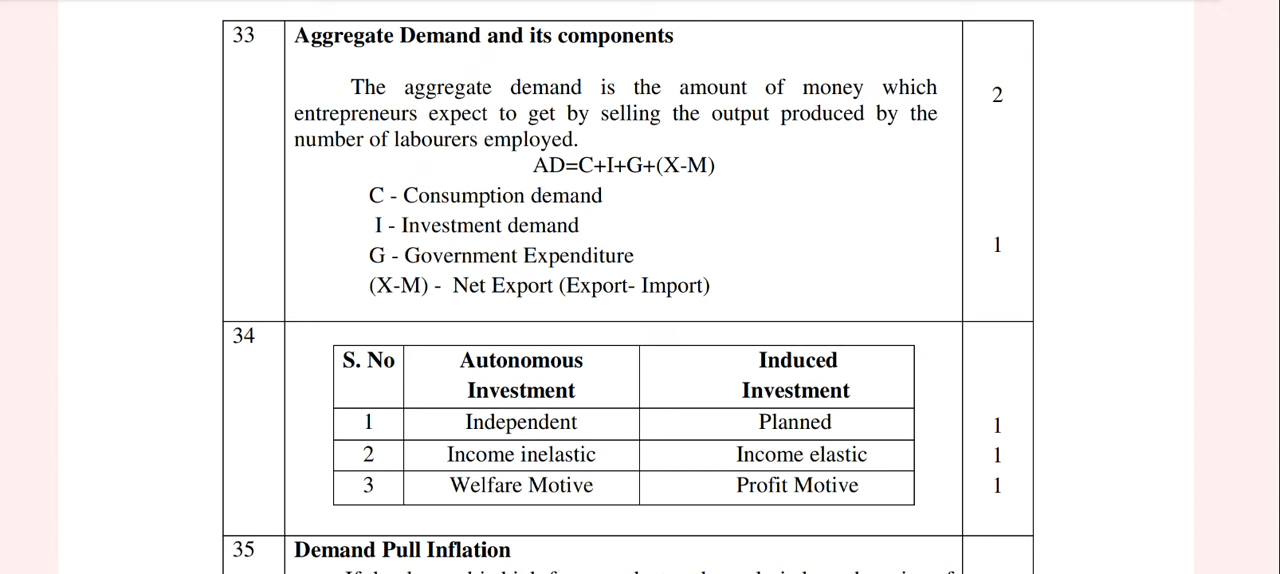 33
Aggregate Demand and its components
The aggregate demand is the amount of money which
entrepreneurs expect to get by selling the output produced by the
number of labourers employed.
2
AD=C+I+G+(X-M)
C - Consumption demand
I - Investment demand
G - Government Expenditure
(X-M) - Net Export (Export- Import)
1
34
S. No Autonomous Investment Induced Investment
1 Independent Planned 1
2 Income inelastic Income elastic 1
3 Welfare Motive Profit Motive 1
35
Demand Pull Inflation